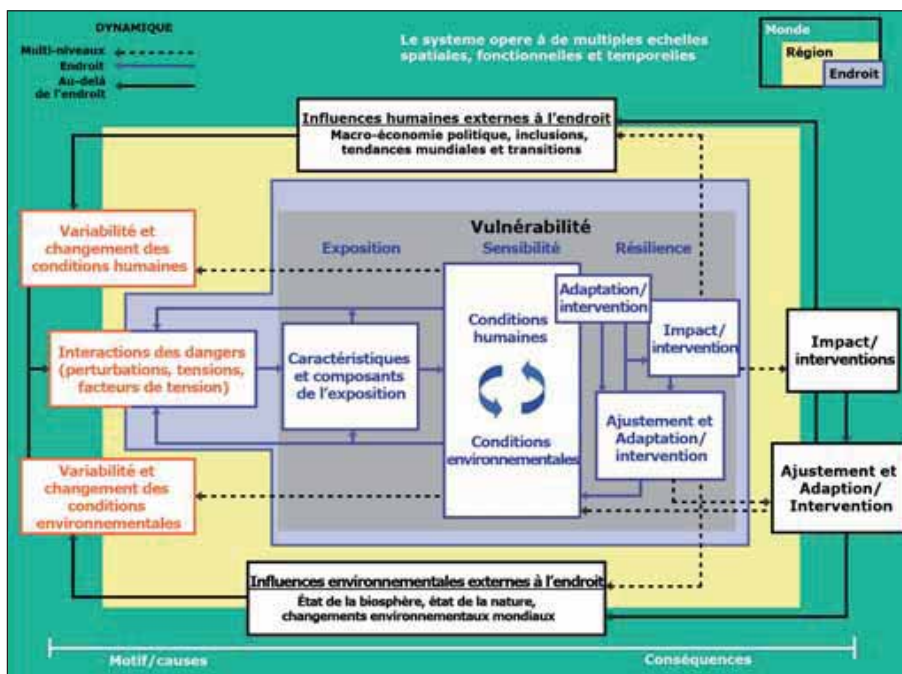 DYNAMIQUE
Multi-niveaux
Endroit
Au-delà
de l'endroit
Le systeme opere à de multiples echelles
spatiales, fonctionnelles et temporelles
Monde
Région
Endroit
Influences humaines externes à l'endroit
Macro-économie politique, inclusions,
tendances mondiales et transitions
Variabilité et
changement des
conditions humaines
Vulnérabilité
Exposition
Sensibilité
Résilience
Adaptation/
intervention
Conditions
humaines
Impact/
intervention
Impact/
interventions
Interactions des dangers
(perturbations, tensions,
facteurs de tension)
Caractéristiques
et composants
de l'exposition
Ajustement et
Adaptation/
intervention
Conditions
environnementales
Variabilité et
changement des
conditions
environnementales
Ajustement et
Adaption/
Intervention
Influences environnementales externes à l'endroit
État de la biosphère, état de la nature,
changements environmentaux mondiaux
Motif/causes
Conséquences